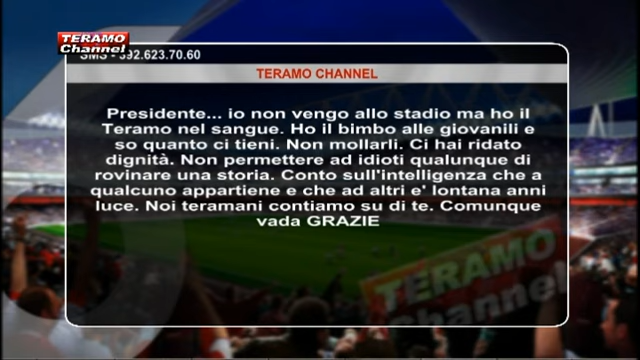 TERAMO
Channel
SMS - 392.623.70.60
TERAMO CHANNEL
Presidente... io non vengo allo stadio ma ho il
Teramo nel sangue. Ho il bimbo alle giovanili e
so quanto ci tieni. Non mollarli. Ci hai ridato
dignità. Non permettere ad idioti qualunque di
rovinare una storia. Conto sull'intelligenza che a
qualcuno appartiene e che ad altri e' lontana anni
luce. Noi teramani contiamo su di te. Comunque
vada GRAZIE
TERAMO
Channel